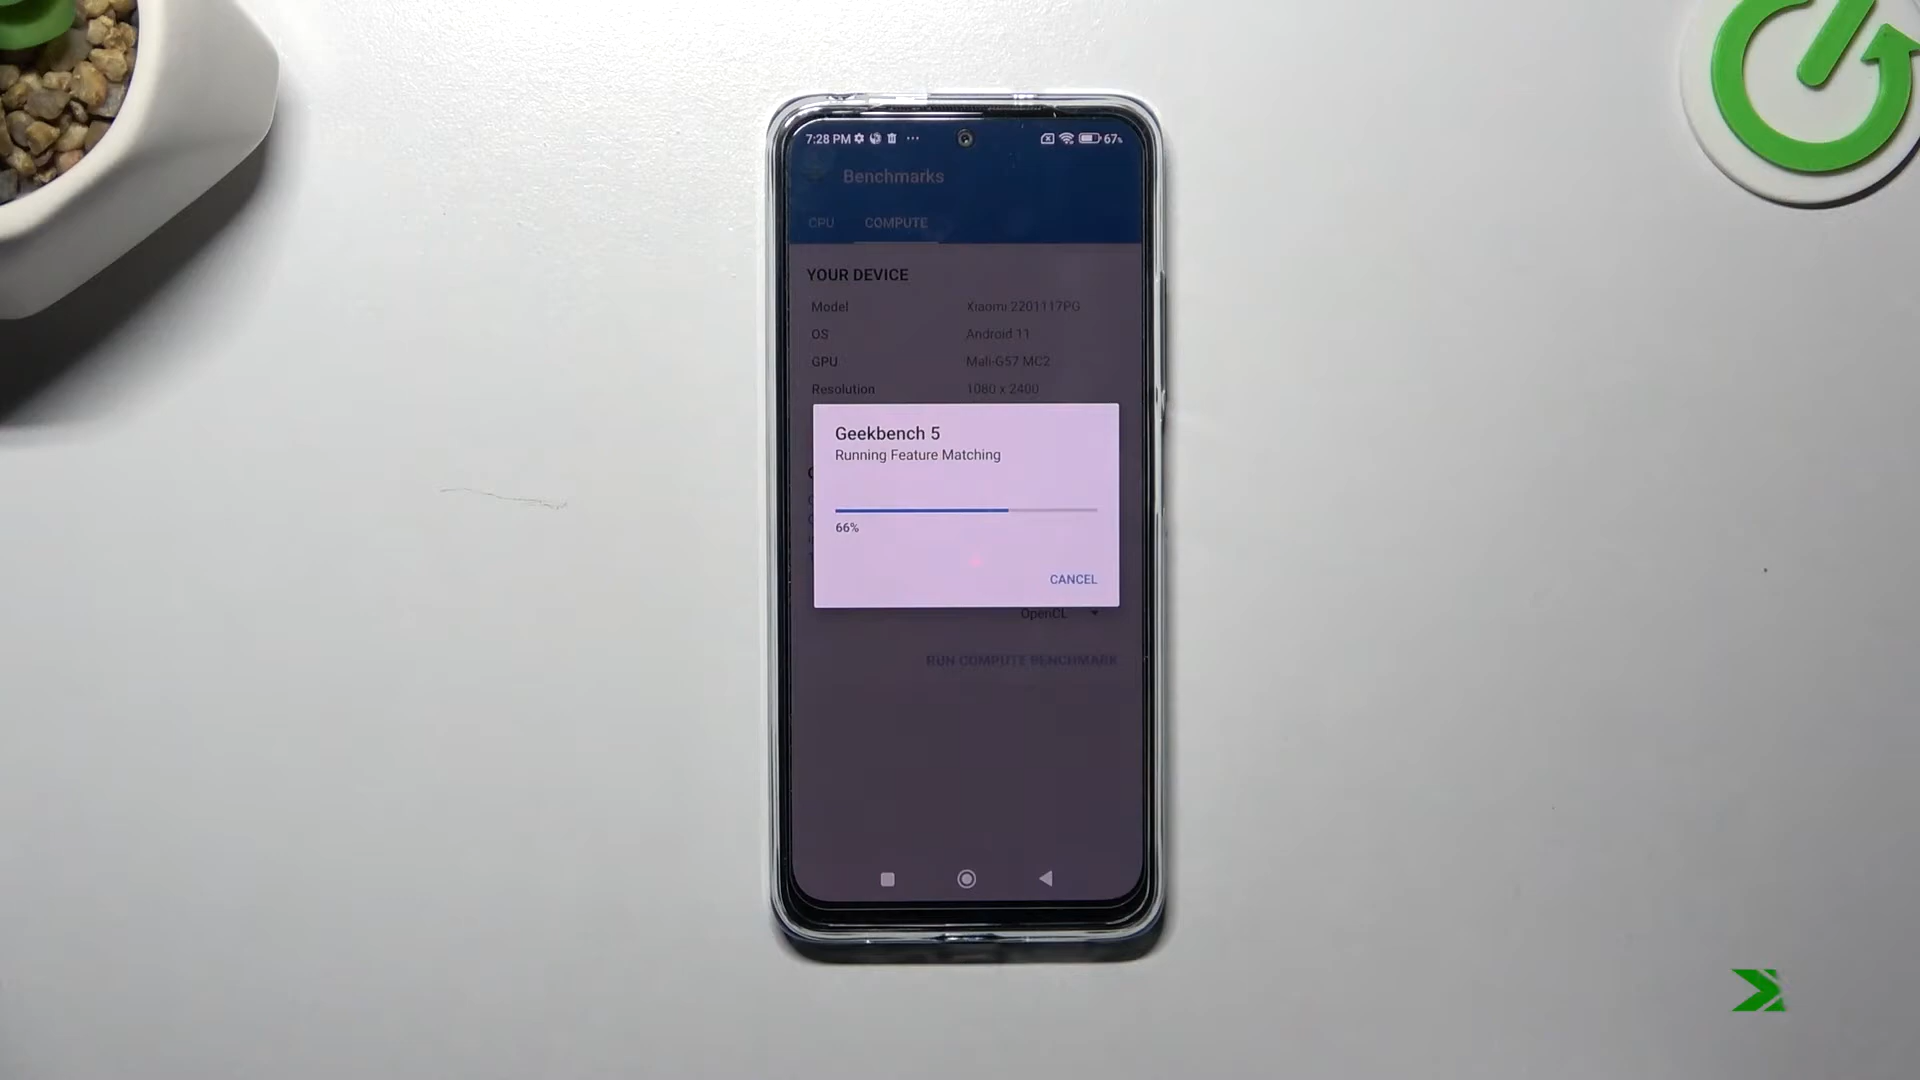 7:28 PM 67%
Benchmarks
CPU COMPUTE
YOUR DEVICE
Model Xiaomi 2201117PG
OS Android 11
GPU Mali-G57 MC2
Resolution 1080 x 2400
Geekbench 5
Running Feature Matching
66%
CANCEL
OpenCL
RUN COMPUTE BENCHMARK